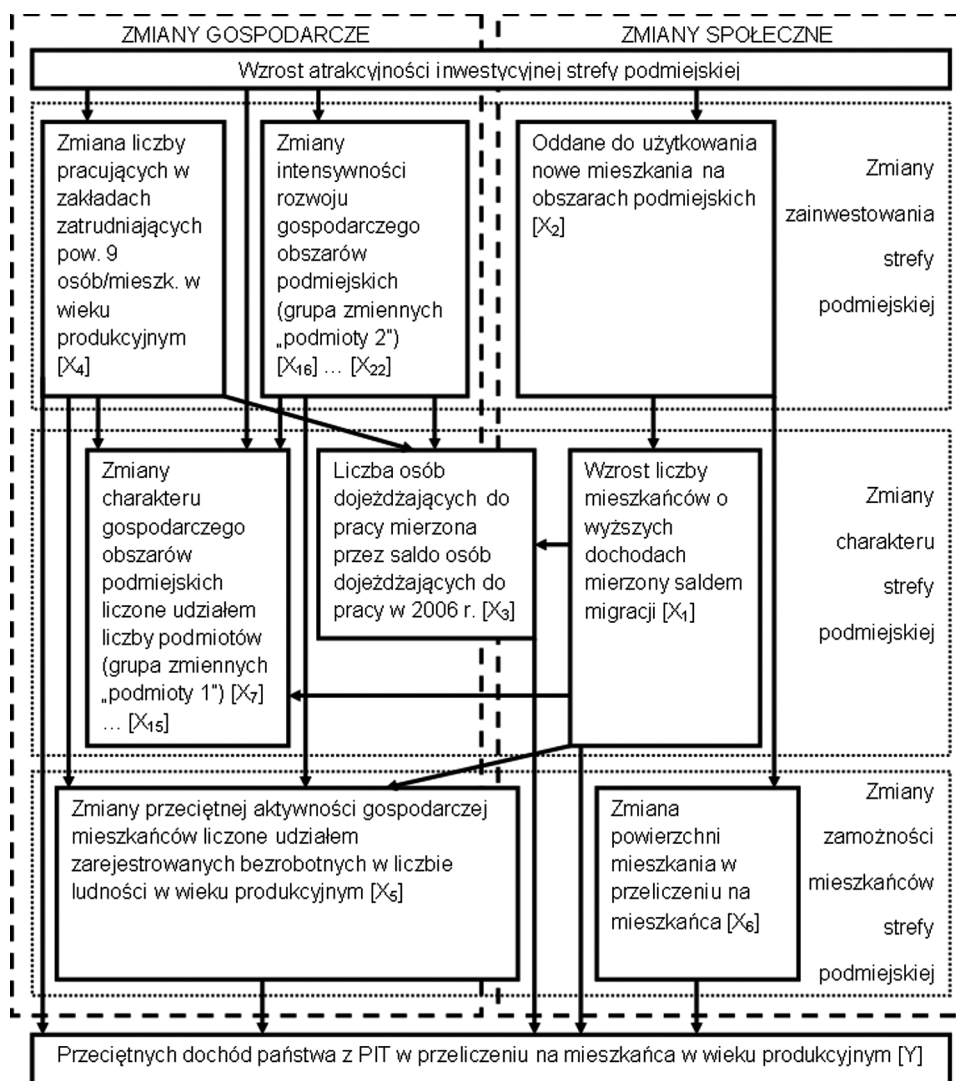 ZMIANY GOSPODARCZE
ZMIANY SPOŁECZNE
Wzrost atrakcyjności inwestycyjnej strefy podmiejskiej
Zmiana liczby
pracujących w
zakładach
zatrudniających
pow. 9
osób/mieszk. w
wieku
produkcyjnym
[X4]
Zmiany
intensywności
rozwoju
gospodarczego
obszarów
podmiejskich
(grupa zmiennych
„podmioty 2”)
[X16] … [X22]
Oddane do użytkowania
nowe mieszkania na
obszarach podmiejskich
[X2]
Zmiany
zainwestowania
strefy
podmiejskiej
Zmiany
charakteru
gospodarczego
obszarów
podmiejskich
liczone udziałem
liczby podmiotów
(grupa zmiennych
„podmioty 1”) [X7]
… [X15]
Liczba osób
dojeżdżających do
pracy mierzona
przez saldo osób
dojeżdżających do
pracy w 2006 r. [X3]
Wzrost liczby
mieszkańców o
wyższych
dochodach
mierzony saldem
migracji [X1]
Zmiany
charakteru
strefy
podmiejskiej
Zmiany przeciętnej aktywności gospodarczej
mieszkańców liczone udziałem
zarejestrowanych bezrobotnych w liczbie
ludności w wieku produkcyjnym [X5]
Zmiana
powierzchni
mieszkania w
przeliczeniu na
mieszkańca [X6]
Zmiany
zamożności
mieszkańców
strefy
podmiejskiej
Przeciętnych dochód państwa z PIT w przeliczeniu na mieszkańca w wieku produkcyjnym [Y]